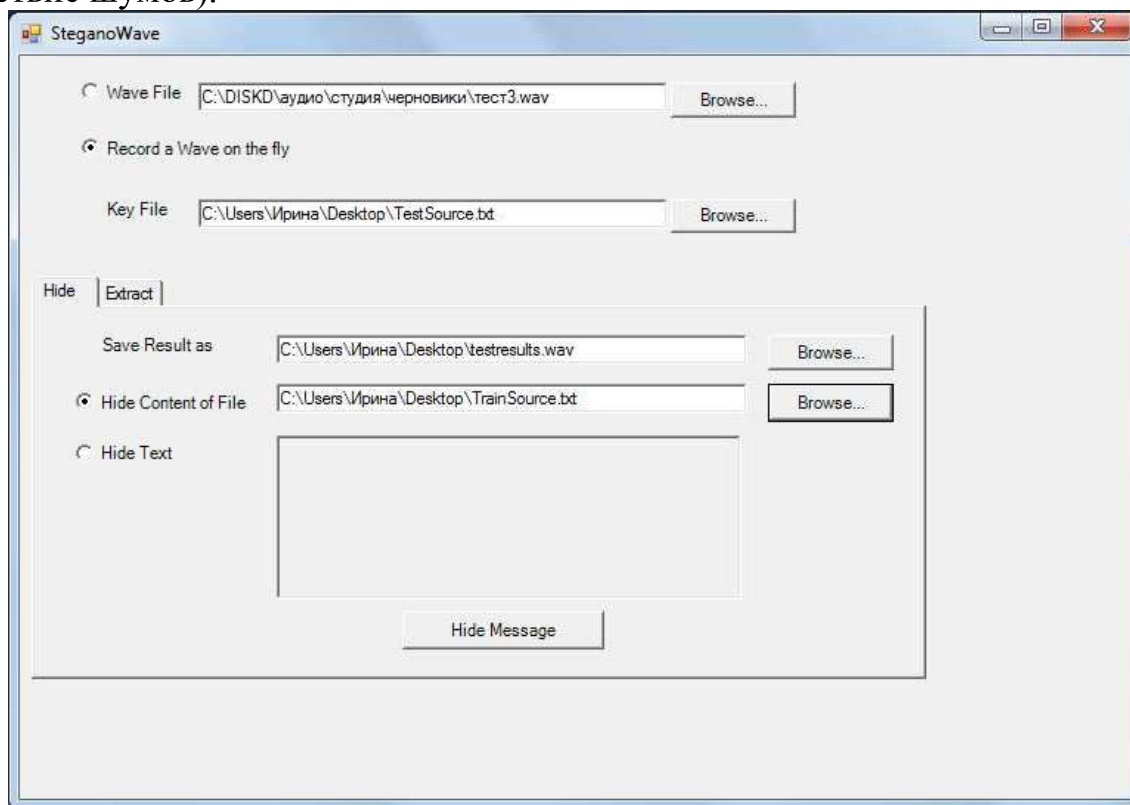 ствие шумов).
SteganoWave
Wave File C:\DISKD\аудио\студия\черновики\тест3.wav Browse...
Record a Wave on the fly
Key File C:\Users\Ирина\Desktop\TestSource.txt Browse...
Hide Extract
Save Result as C:\Users\Ирина\Desktop\testresults.wav Browse...
Hide Content of File C:\Users\Ирина\Desktop\TrainSource.txt Browse...
Hide Text
Hide Message